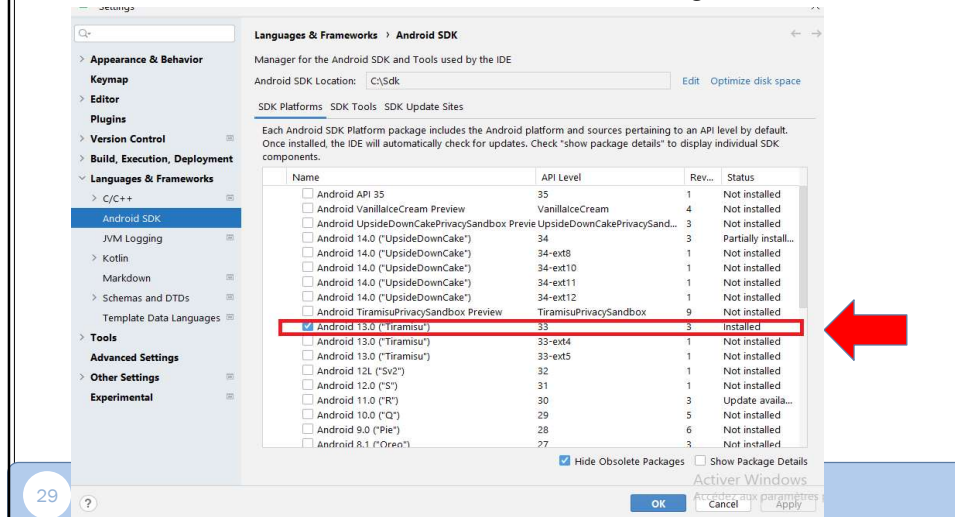 Settings
Languages & Frameworks > Android SDK
Appearance & Behavior
Keymap
Editor
Plugins
Version Control
Build, Execution, Deployment
Languages & Frameworks
C/C++
Android SDK
JVM Logging
Kotlin
Markdown
Schemas and DTDs
Template Data Languages
Tools
Advanced Settings
Other Settings
Experimental
Manager for the Android SDK and Tools used by the IDE
Android SDK Location: C:\Sdk Edit Optimize disk space
SDK Platforms SDK Tools SDK Update Sites
Each Android SDK Platform package includes the Android platform and sources pertaining to an API level by default.
Once installed, the IDE will automatically check for updates. Check "show package details" to display individual SDK
components.
Name API Level Rev... Status
Android API 35 35 1 Not installed
Android VanillaIceCream Preview VanillaIceCream 4 Not installed
Android UpsideDownCakePrivacySandbox Previe UpsideDownCakePrivacySand... 3 Not installed
Android 14.0 ("UpsideDownCake") 34 3 Partially install...
Android 14.0 ("UpsideDownCake") 34-ext8 1 Not installed
Android 14.0 ("UpsideDownCake") 34-ext10 1 Not installed
Android 14.0 ("UpsideDownCake") 34-ext11 1 Not installed
Android 14.0 ("UpsideDownCake") 34-ext12 1 Not installed
Android TiramisuPrivacySandbox Preview TiramisuPrivacySandbox 9 Not installed
Android 13.0 ("Tiramisu") 33 3 Installed
Android 13.0 ("Tiramisu") 33-ext4 1 Not installed
Android 13.0 ("Tiramisu") 33-ext5 1 Not installed
Android 12L ("Sv2") 32 1 Not installed
Android 12.0 ("S") 31 1 Not installed
Android 11.0 ("R") 30 3 Update availa...
Android 10.0 ("Q") 29 5 Not installed
Android 9.0 ("Pie") 28 6 Not installed
Android 8.1 ("Oreo") 27 3 Not installed
Hide Obsolete Packages Show Package Details
Activer Windows
Accédez aux paramètres
29 ? OK Cancel Apply